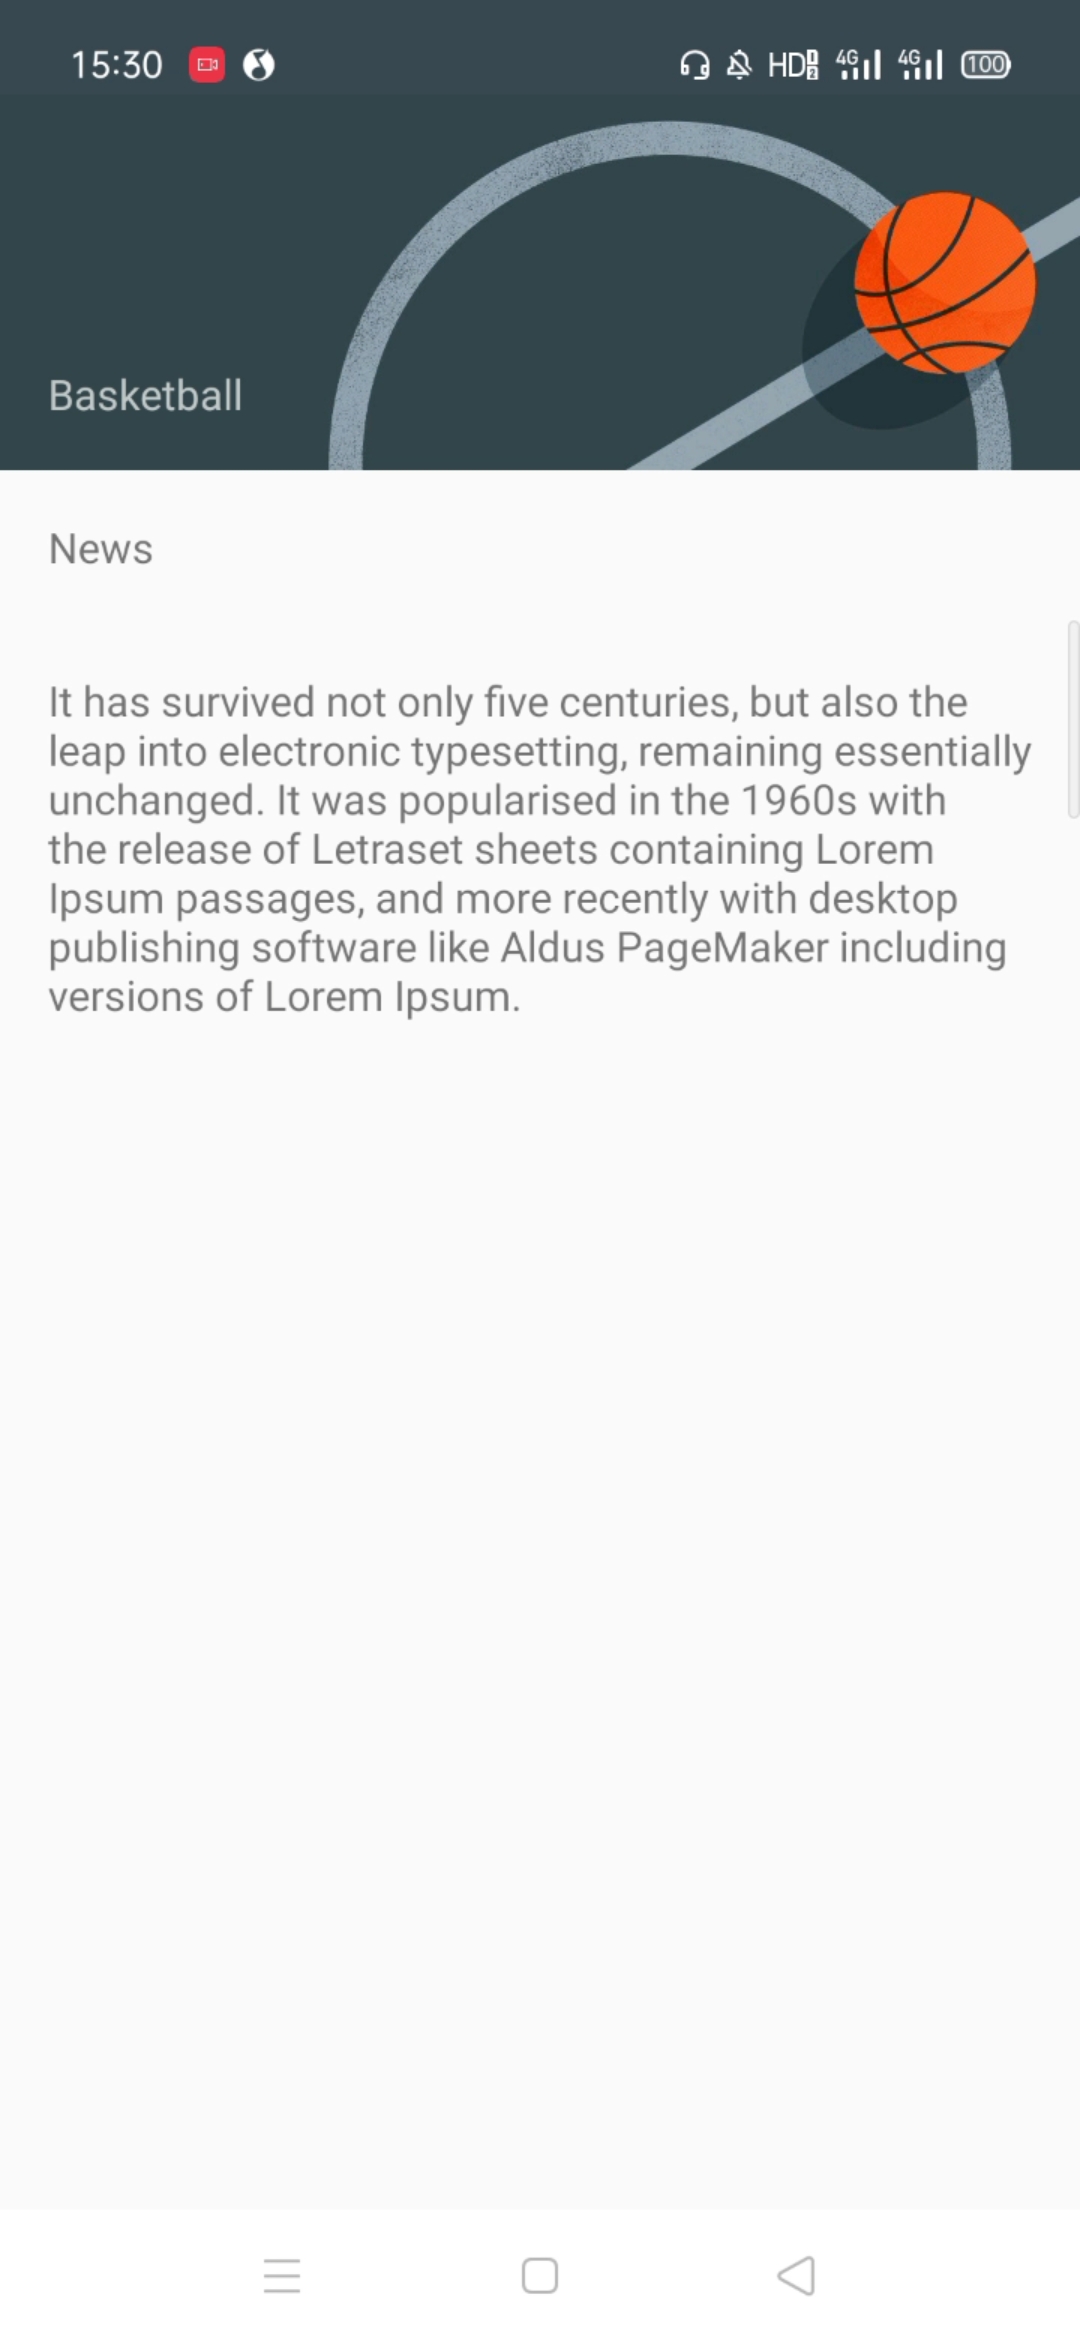 15:30 HD 1 2 4G 4G 100
Basketball
News
It has survived not only five centuries, but also the
leap into electronic typesetting, remaining essentially
unchanged. It was popularised in the 1960s with
the release of Letraset sheets containing Lorem
Ipsum passages, and more recently with desktop
publishing software like Aldus PageMaker including
versions of Lorem Ipsum.